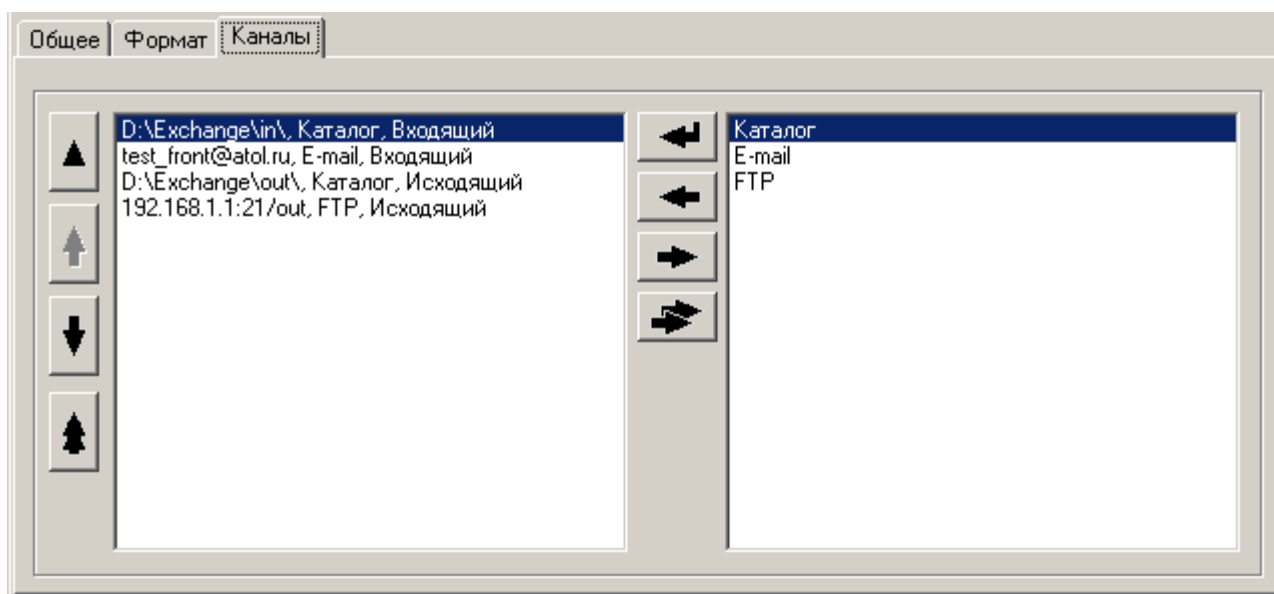 Общее Формат Каналы
D:\Exchange\in\, Каталог, Входящий
test_front@atol.ru, E-mail, Входящий
D:\Exchange\out\, Каталог, Исходящий
192.168.1.1:21/out, FTP, Исходящий
Каталог
E-mail
FTP